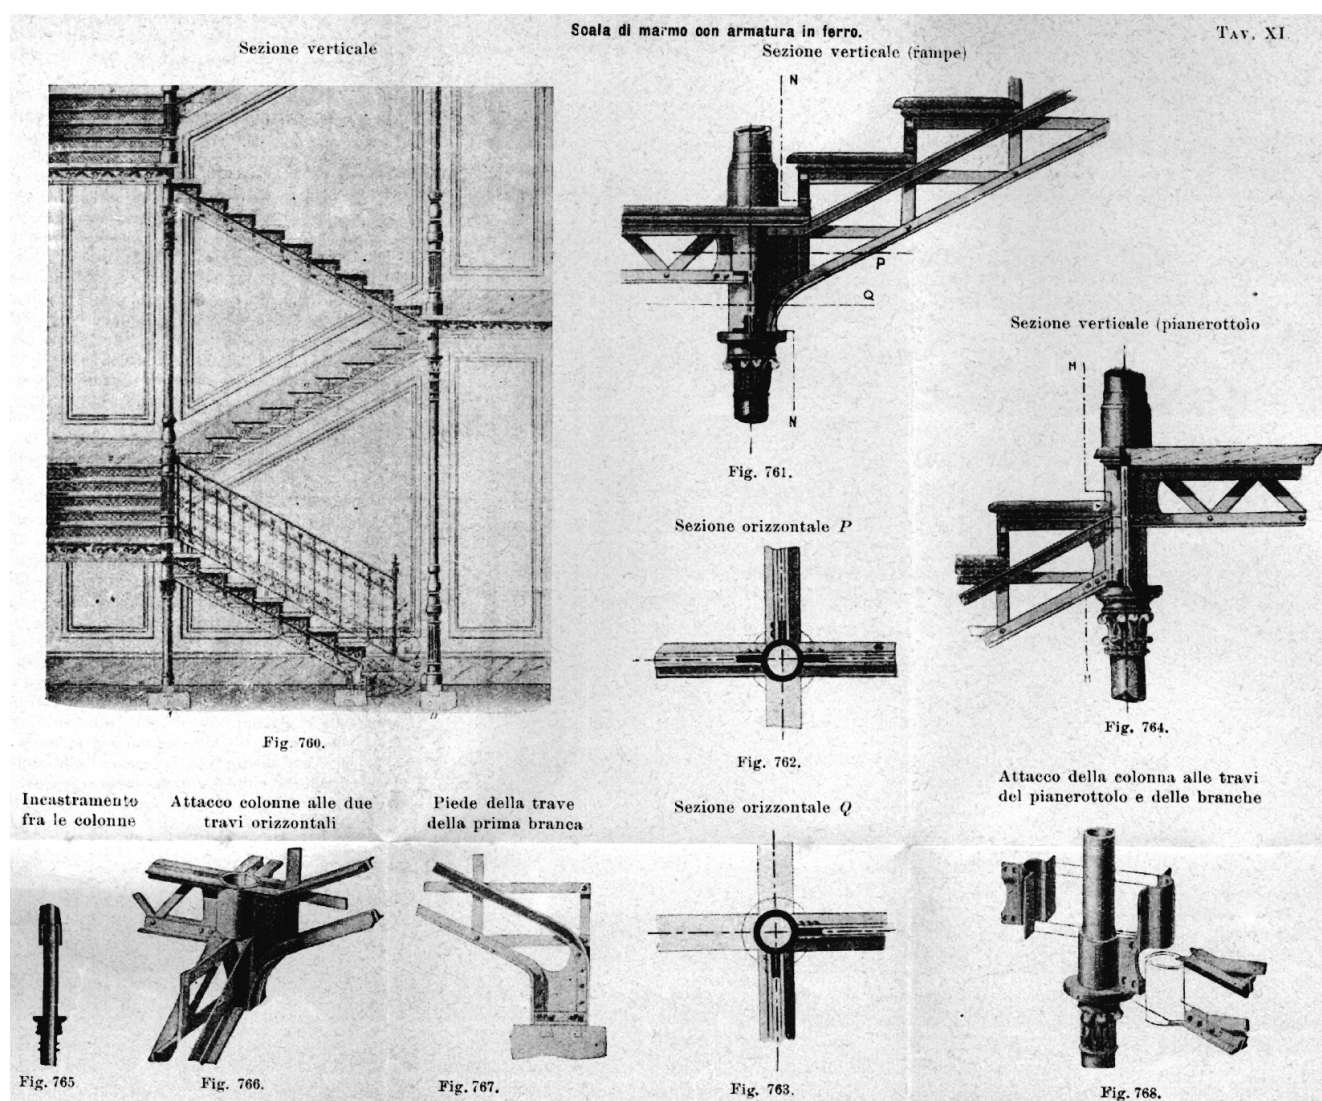 Scala di marmo con armatura in ferro.
TAV. XI
Sezione verticale
Sezione verticale (rampe)
N
P
Q
N
Fig. 761.
Sezione verticale (pianerottolo
M
M
Fig. 764.
Fig. 760.
Sezione orizzontale P
Fig. 762.
Incastramento
fra le colonne
Fig. 765
Attacco colonne alle due
travi orizzontali
Fig. 766.
Piede della trave
della prima branca
Fig. 767.
Sezione orizzontale Q
Fig. 763.
Attacco della colonna alle travi
del pianerottolo e delle branche
Fig. 768.